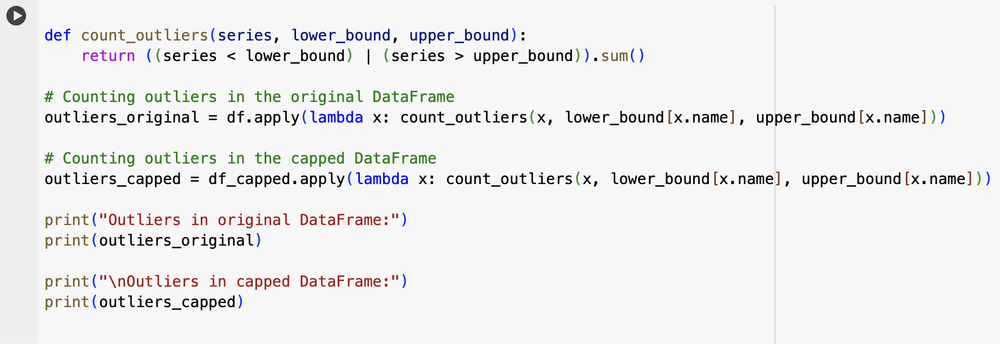 def count_outliers(series, lower_bound, upper_bound):
    return ((series < lower_bound) | (series > upper_bound)).sum()
# Counting outliers in the original DataFrame
outliers_original = df.apply(lambda x: count_outliers(x, lower_bound[x.name], upper_bound[x.name]))
# Counting outliers in the capped DataFrame
outliers_capped = df_capped.apply(lambda x: count_outliers(x, lower_bound[x.name], upper_bound[x.name]))
print("Outliers in original DataFrame:")
print(outliers_original)
print("\nOutliers in capped DataFrame:")
print(outliers_capped)